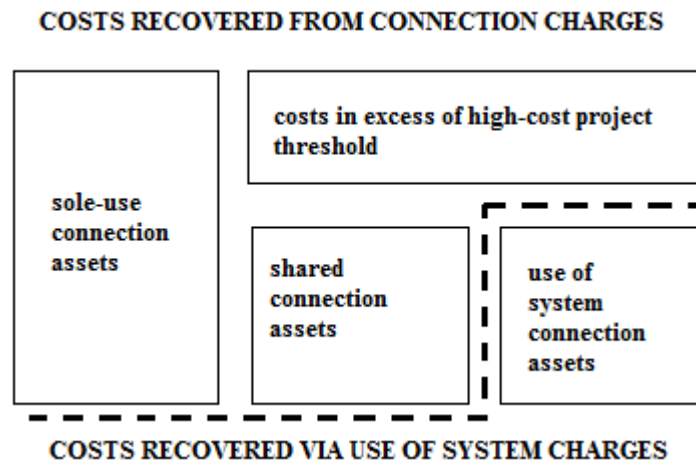 COSTS RECOVERED FROM CONNECTION CHARGES
costs in excess of high-cost project
threshold
sole-use
connection
assets
shared
connection
assets
use of
system
connection
assets
COSTS RECOVERED VIA USE OF SYSTEM CHARGES